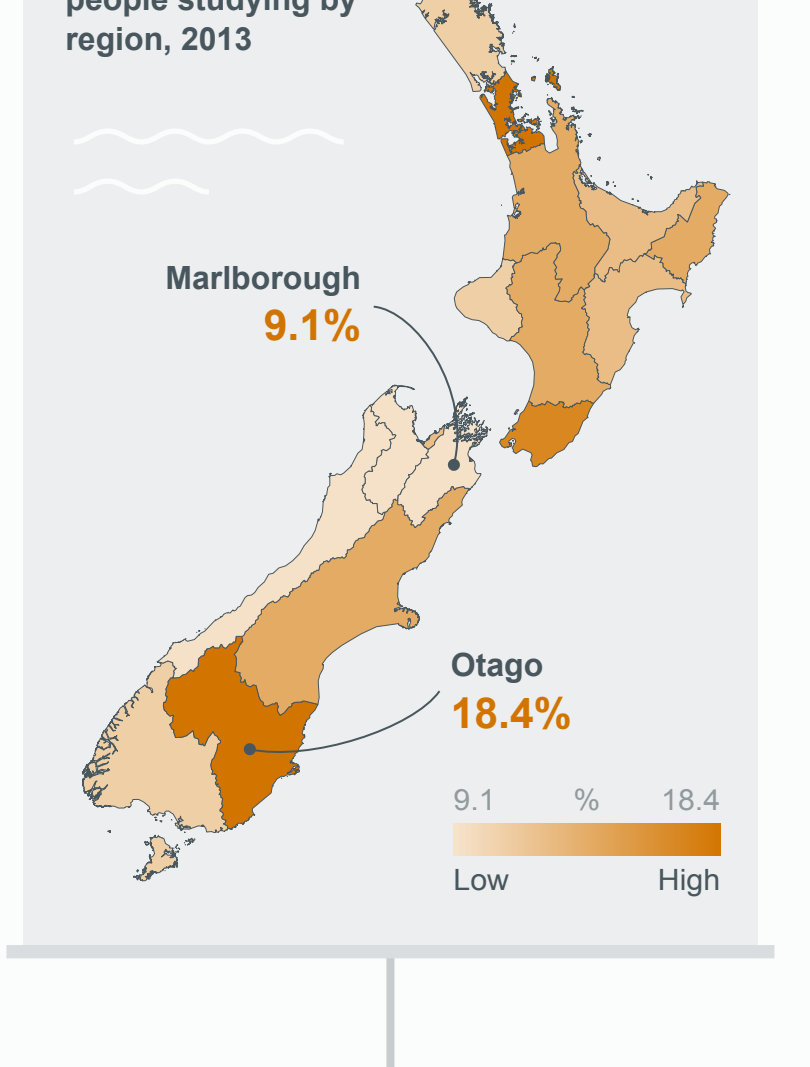 people studying by
region, 2013
Marlborough
9.1%
Otago
18.4%
9.1 % 18.4
Low High